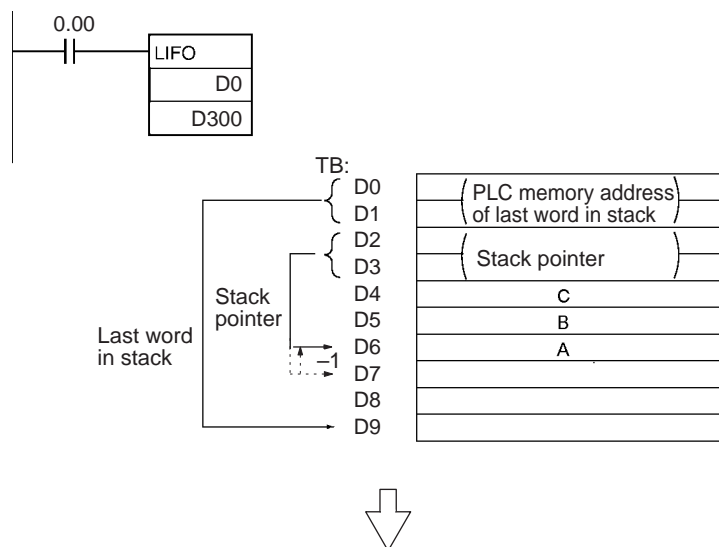 0.00
LIFO
D0
D300
TB:
D0
D1
D2
D3
D4
D5
D6
D7
D8
D9
PLC memory address
of last word in stack
Stack pointer
C
B
A
Stack
pointer
Last word
in stack
–1